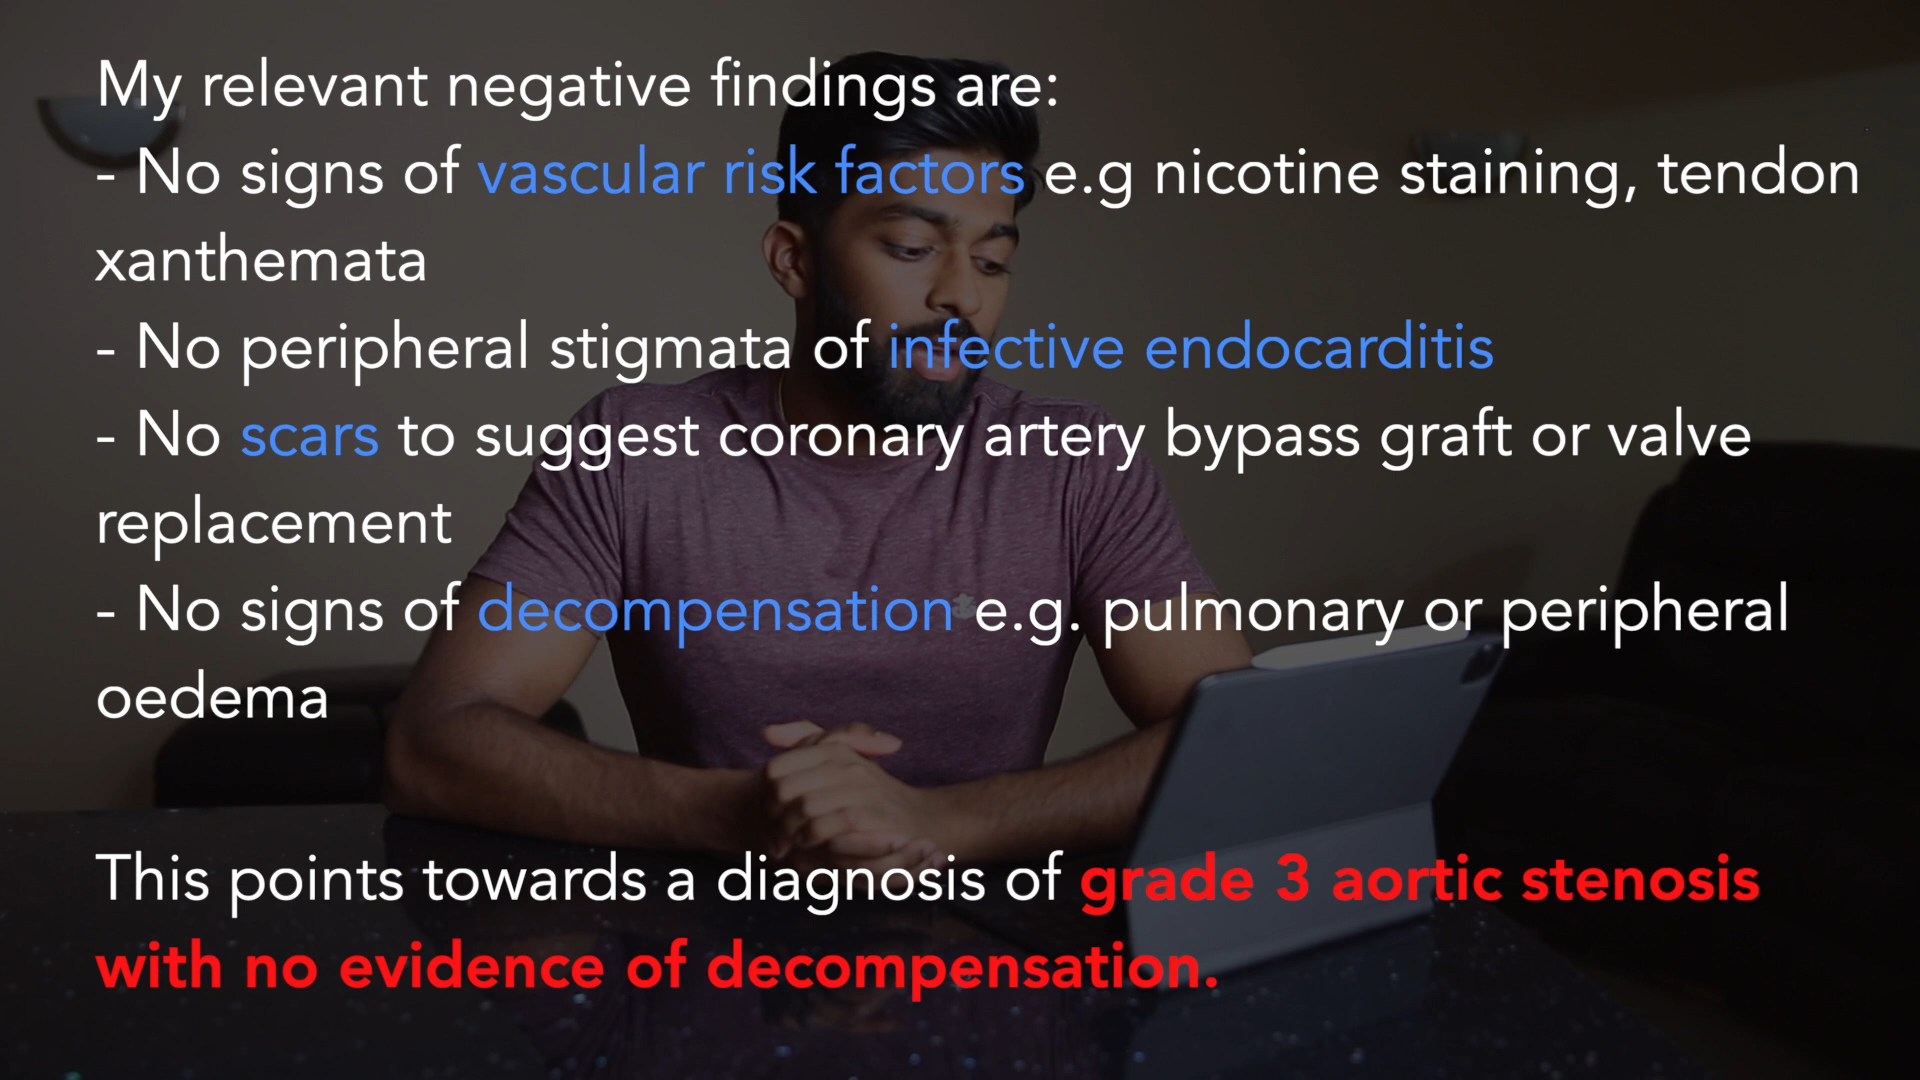 My relevant negative findings are:
- No signs of vascular risk factors e.g nicotine staining, tendon
xanthemata
- No peripheral stigmata of infective endocarditis
- No scars to suggest coronary artery bypass graft or valve
replacement
- No signs of decompensation e.g. pulmonary or peripheral
oedema
This points towards a diagnosis of grade 3 aortic stenosis
with no evidence of decompensation.